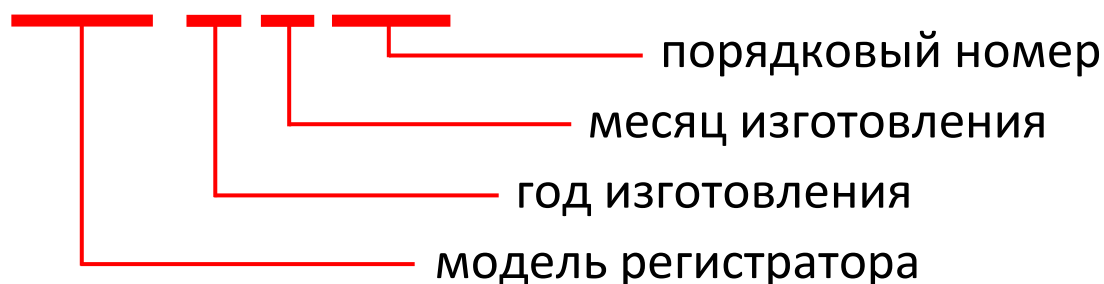 порядковый номер
месяц изготовления
год изготовления
модель регистратора